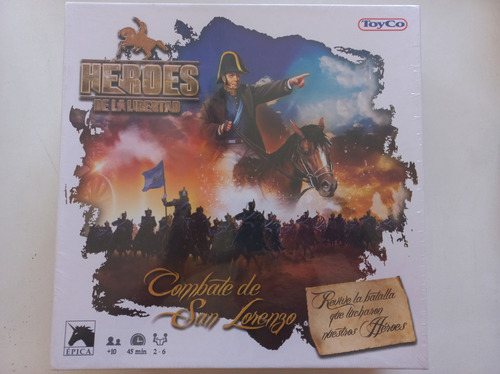 ToyCo
HEROES
DE LA LIBERTAD
Combate de
San Lorenzo
Revive la batalla
que lucharon
nuestros Héroes
ÉPICA
+10
45 min
2 - 6